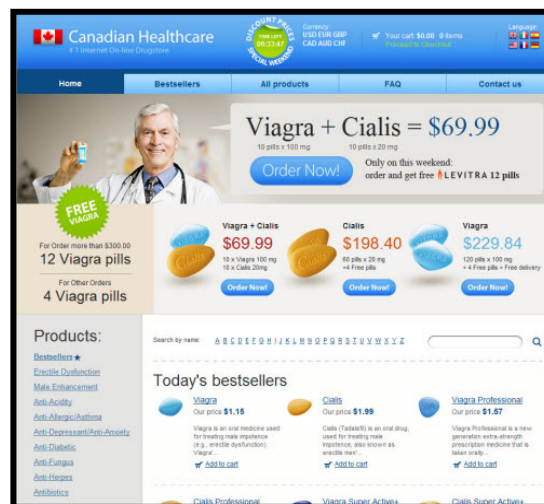 Canadian Healthcare
# 1 Internet On-line Drugstore
DISCOUNT PRICES
TIME LEFT
06:33:47
SPECIAL WEEKEND
Currency:
USD EUR GBP
CAD AUD CHF
Your cart: $0.00 0 items
Proceed to Checkout
Language:
Home
Bestsellers
All products
FAQ
Contact us
Viagra + Cialis = $69.99
10 pills x 100 mg
10 pills x 20 mg
Order Now!
Only on this weekend:
order and get free LEVITRA 12 pills
FREE
VIAGRA
For Order more than $300.00
12 Viagra pills
For Other Orders
4 Viagra pills
Viagra + Cialis
$69.99
10 x Viagra 100 mg
10 x Cialis 20mg
Order Now!
Cialis
$198.40
60 pills x 20 mg
+4 Free pills
Order Now!
Viagra
$229.84
120 pills x 100 mg
+ 4 Free pills + Free delivery
Order Now!
Products:
Bestsellers
Erectile Dysfunction
Male Enhancement
Anti-Acidity
Anti-Allergic/Asthma
Anti-Depressant/Anti-Anxiety
Anti-Diabetic
Anti-Fungus
Anti-Herpes
Antibiotics
Search by name: A B C D E F G H I J K L M N O P Q R S T U V W X Y Z
Today's bestsellers
Viagra
Our price $1.15
Viagra is an oral medicine used
for treating male impotence
(e.g., erectile dysfunction).
Viagra'...
Add to cart
Cialis
Our price $1.99
Cialis (Tadalafil) is an oral drug,
used for treating male
impotence, also known as
erectile men'...
Add to cart
Viagra Professional
Our price $1.57
Viagra Professional is a new
generation extra-strength
prescription medicine that is
taken orally...
Add to cart
Cialis Professional
Viagra Super Active+
Cialis Super Active+